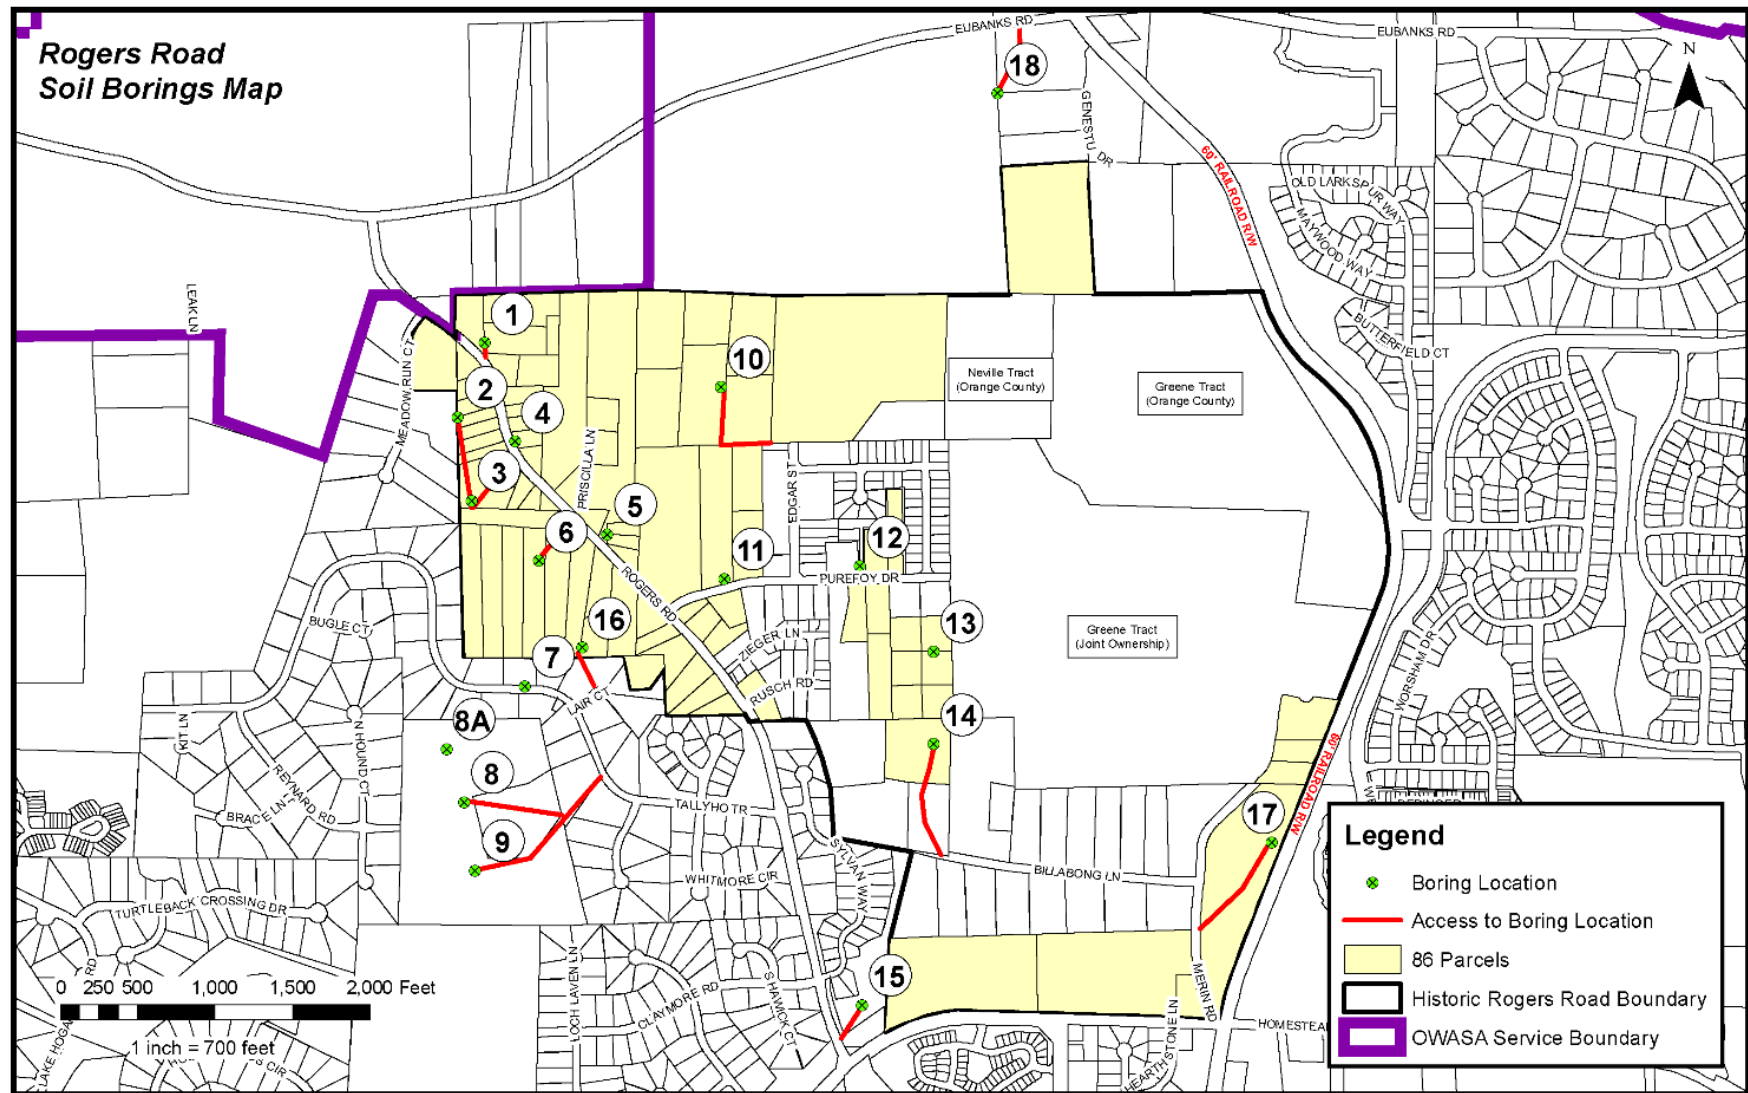 Rogers Road
Soil Borings Map
EUBANKS RD
EUBANKS RD
N
18
GENESTU DR
60' RAILROAD R/W
OLD LARKSPUR WAY
MAYWOOD WAY
BUTTERFIELD CT
LEAK LN
MEADOW RUN CT
1
2
4
3
10
PRISCILLA LN
5
6
EDGAR ST
11
12
PUREFOY DR
ROGERS RD
Neville Tract
(Orange County)
Greene Tract
(Orange County)
Greene Tract
(Joint Ownership)
13
14
16
7
ZIEGER LN
RUSCH RD
BUGLE CT
LAIR CT
8A
8
9
KIT LN
N HOUND CT
REYNARD RD
BRACE LN
TALLYHO TR
WHITMORE CIR
SYLVAN WAY
TURTLEBACK CROSSING DR
WORSHAM DR
60' RAILROAD R/W
17
BILLABONG LN
MERIN RD
15
LOCH LAVEN LN
CLAYMORE RD
SHAWICK CT
HEARTHSTONE LN
HOMESTEA
RD
LAKE HOGA
CIR
0 250 500 1,000 1,500 2,000 Feet
1 inch = 700 feet
Legend
Boring Location
Access to Boring Location
86 Parcels
Historic Rogers Road Boundary
OWASA Service Boundary